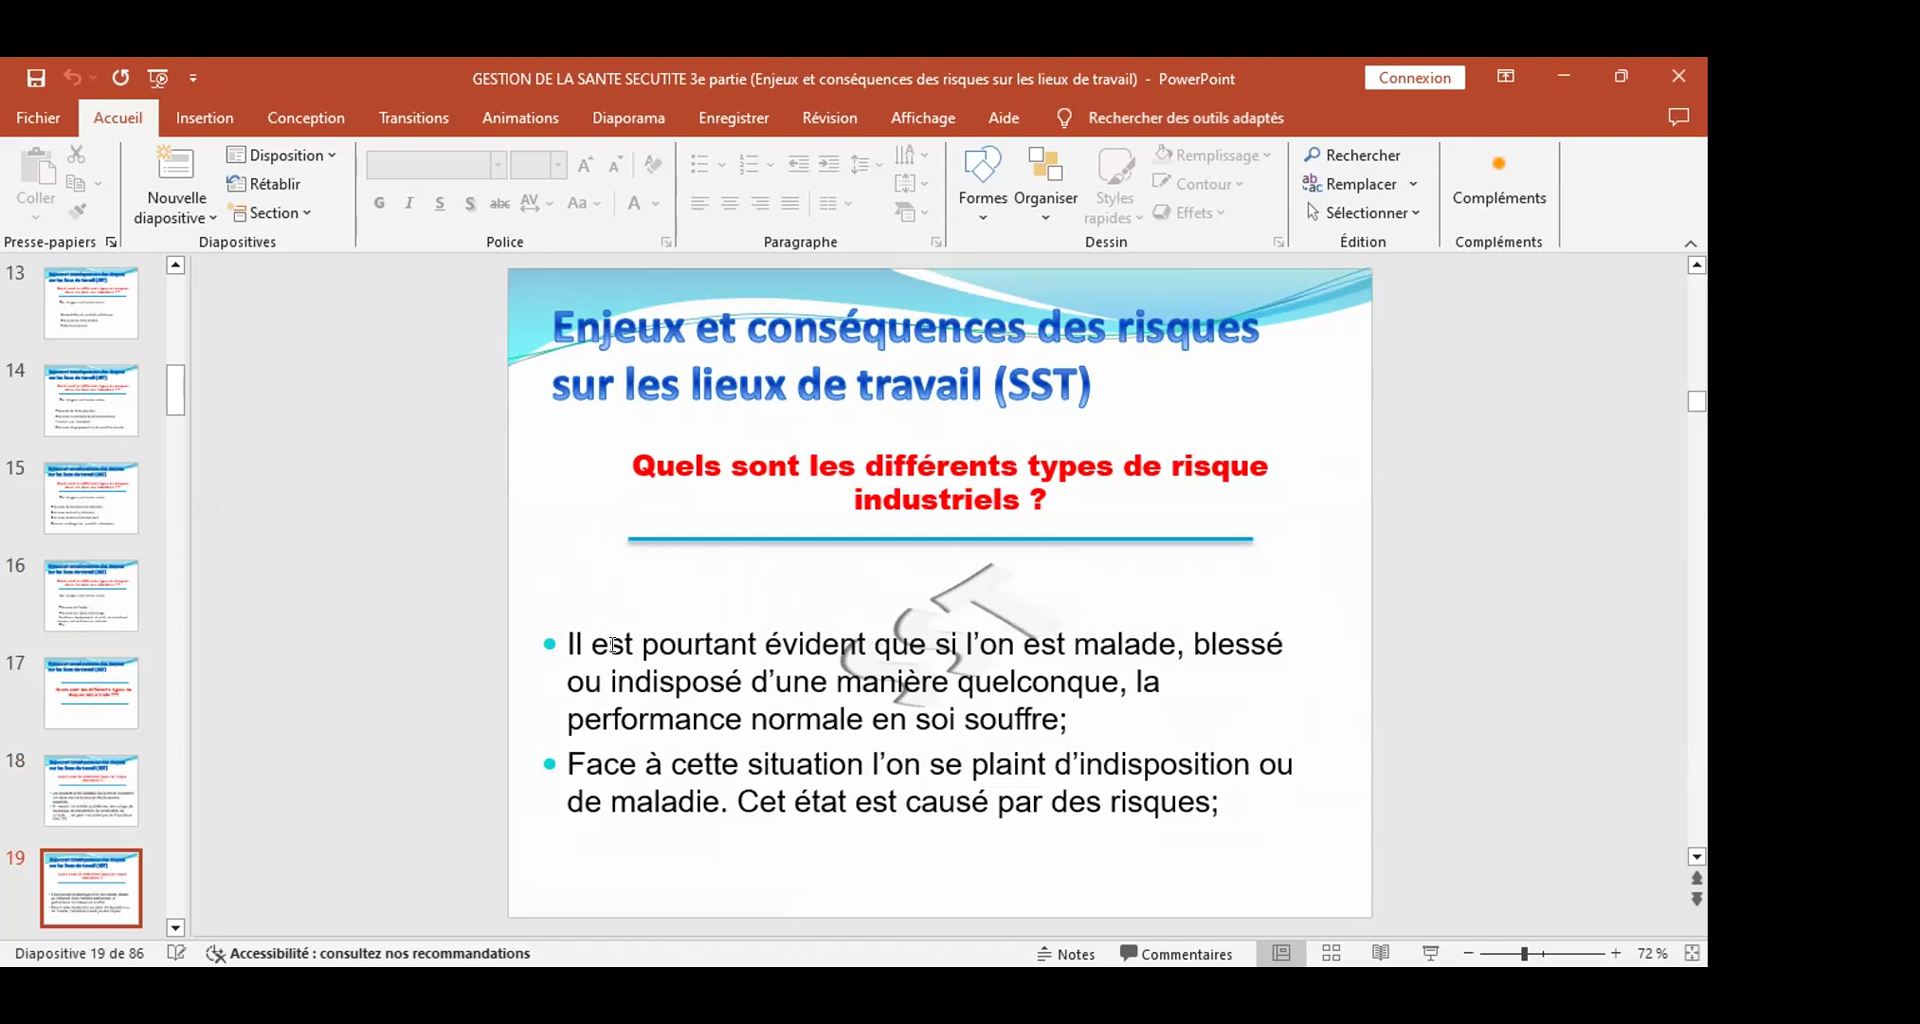 GESTION DE LA SANTE SECUTITE 3e partie (Enjeux et conséquences des risques sur les lieux de travail) - PowerPoint
Connexion
Fichier Accueil Insertion Conception Transitions Animations Diaporama Enregistrer Révision Affichage Aide Rechercher des outils adaptés
Coller
Nouvelle
diapositive
Disposition
Rétablir
Section
G I S S abc AV Aa A
Formes
Organiser
Styles
rapides
Remplissage
Contour
Effets
Rechercher
Remplacer
Sélectionner
Compléments
Presse-papiers Diapositives Police Paragraphe Dessin Édition Compléments
13
14
15
16
17
18
19
Enjeux et conséquences des risques
sur les lieux de travail (SST)
Quels sont les différents types de risque
industriels ?
SST
Il est pourtant évident que si l’on est malade, blessé
ou indisposé d’une manière quelconque, la
performance normale en soi souffre;
Face à cette situation l’on se plaint d’indisposition ou
de maladie. Cet état est causé par des risques;
Diapositive 19 de 86 Accessibilité : consultez nos recommandations Notes Commentaires 72 %